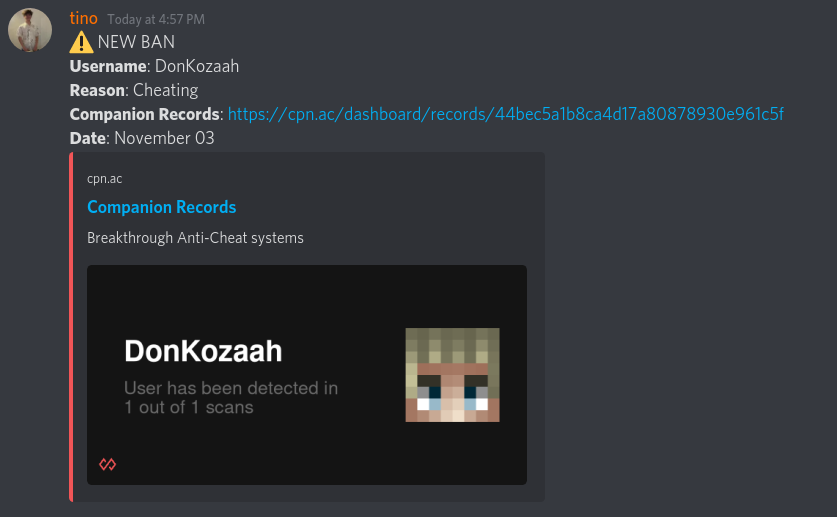 tino Today at 4:57 PM
⚠️ NEW BAN
Username: DonKozaah
Reason: Cheating
Companion Records: https://cpn.ac/dashboard/records/44bec5a1b8ca4d17a80878930e961c5f
Date: November 03
cpn.ac
Companion Records
Breakthrough Anti-Cheat systems
DonKozaah
User has been detected in
1 out of 1 scans